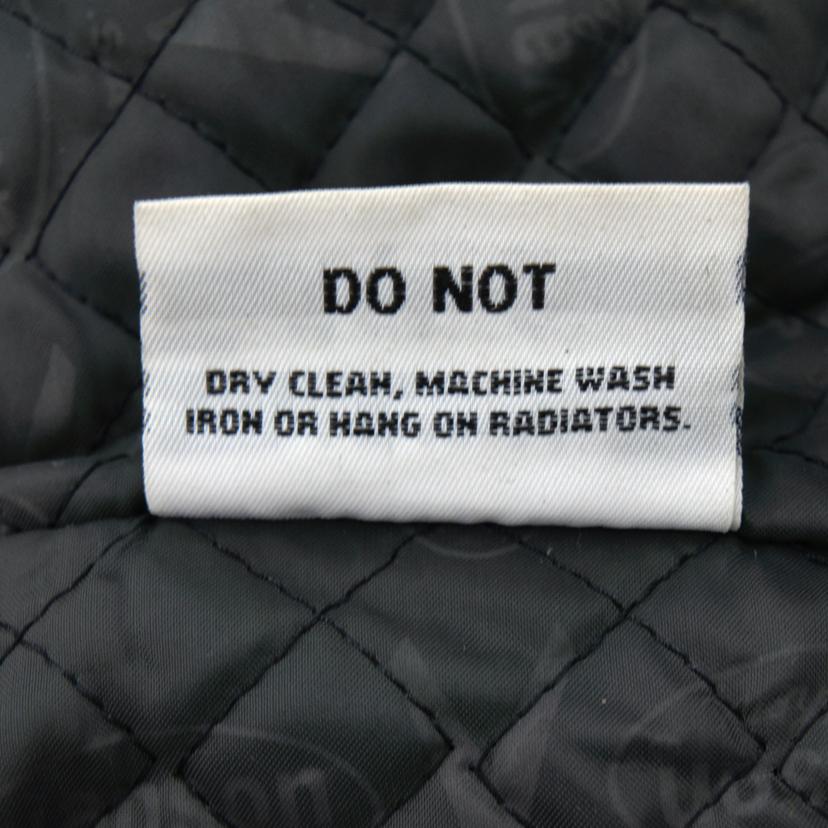 DO NOT
DRY CLEAN, MACHINE WASH
IRON OR HANG ON RADIATORS.